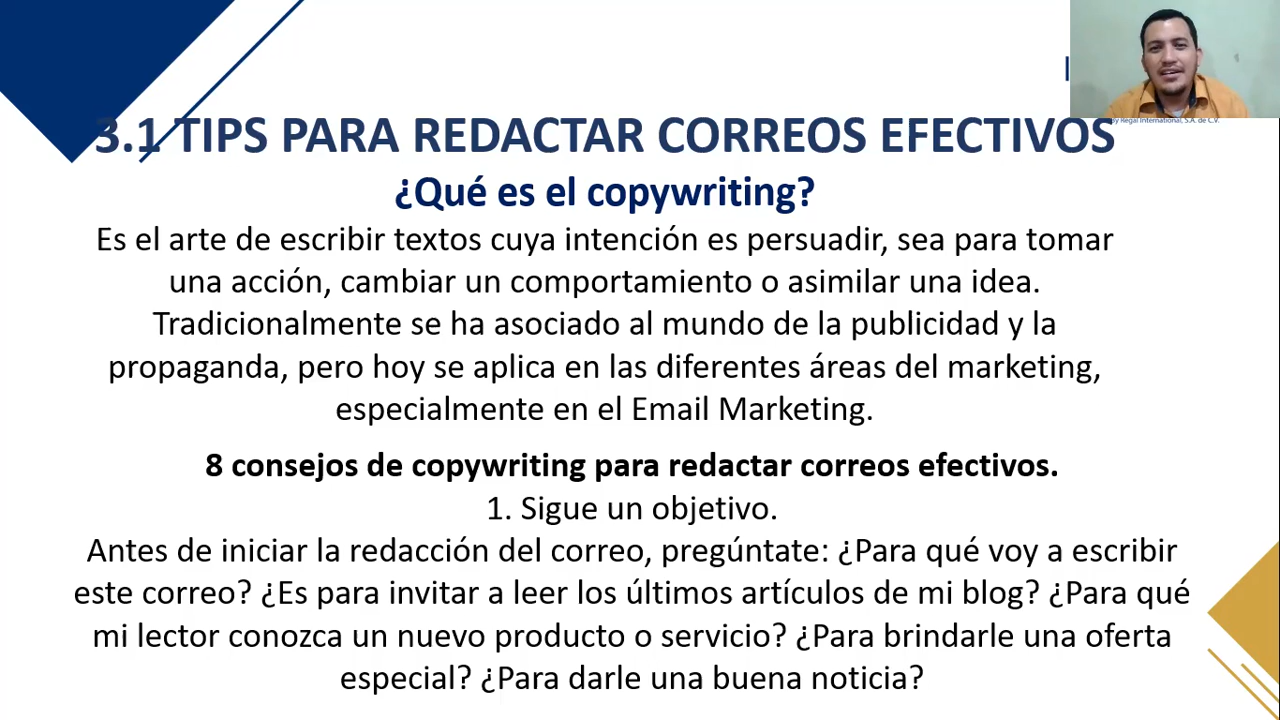 3.1 TIPS PARA REDACTAR CORREOS EFECTIVOS
¿Qué es el copywriting?
Es el arte de escribir textos cuya intención es persuadir, sea para tomar
una acción, cambiar un comportamiento o asimilar una idea.
Tradicionalmente se ha asociado al mundo de la publicidad y la
propaganda, pero hoy se aplica en las diferentes áreas del marketing,
especialmente en el Email Marketing.
8 consejos de copywriting para redactar correos efectivos.
1. Sigue un objetivo.
Antes de iniciar la redacción del correo, pregúntate: ¿Para qué voy a escribir
este correo? ¿Es para invitar a leer los últimos artículos de mi blog? ¿Para qué
mi lector conozca un nuevo producto o servicio? ¿Para brindarle una oferta
especial? ¿Para darle una buena noticia?
By Regal International, S.A. de C.V.